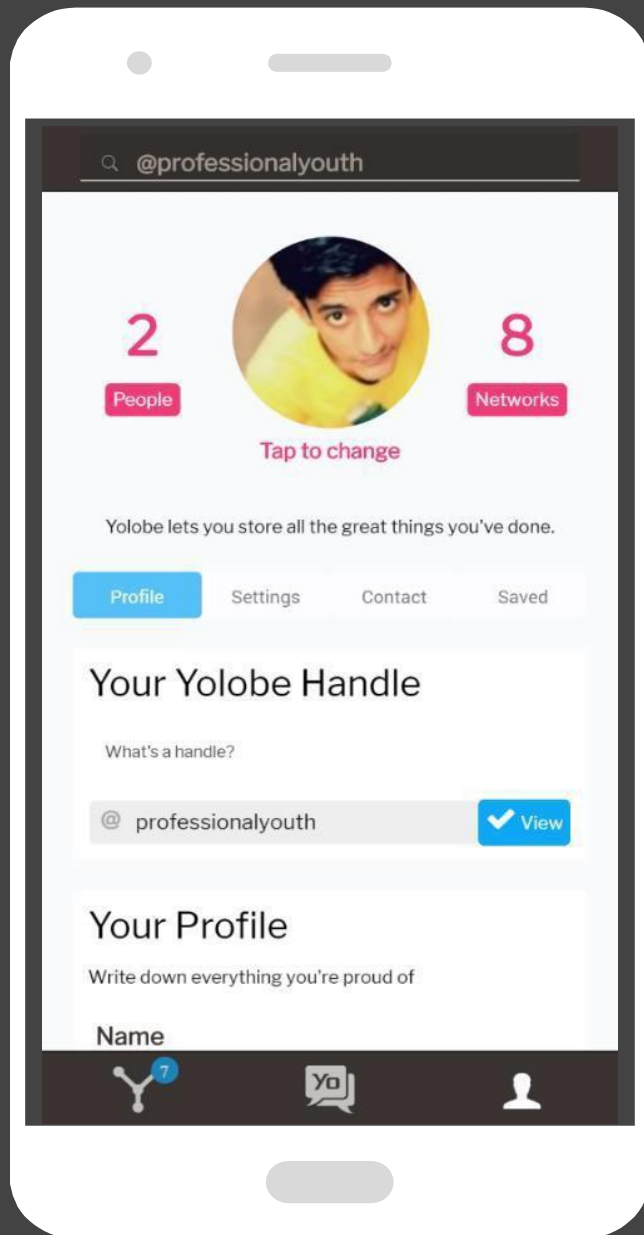 @professionalyouth
2
People
8
Networks
Tap to change
Yolobe lets you store all the great things you've done.
Profile Settings Contact Saved
Your Yolobe Handle
What's a handle?
@ professionalyouth View
Your Profile
Write down everything you're proud of
Name
7
Yo